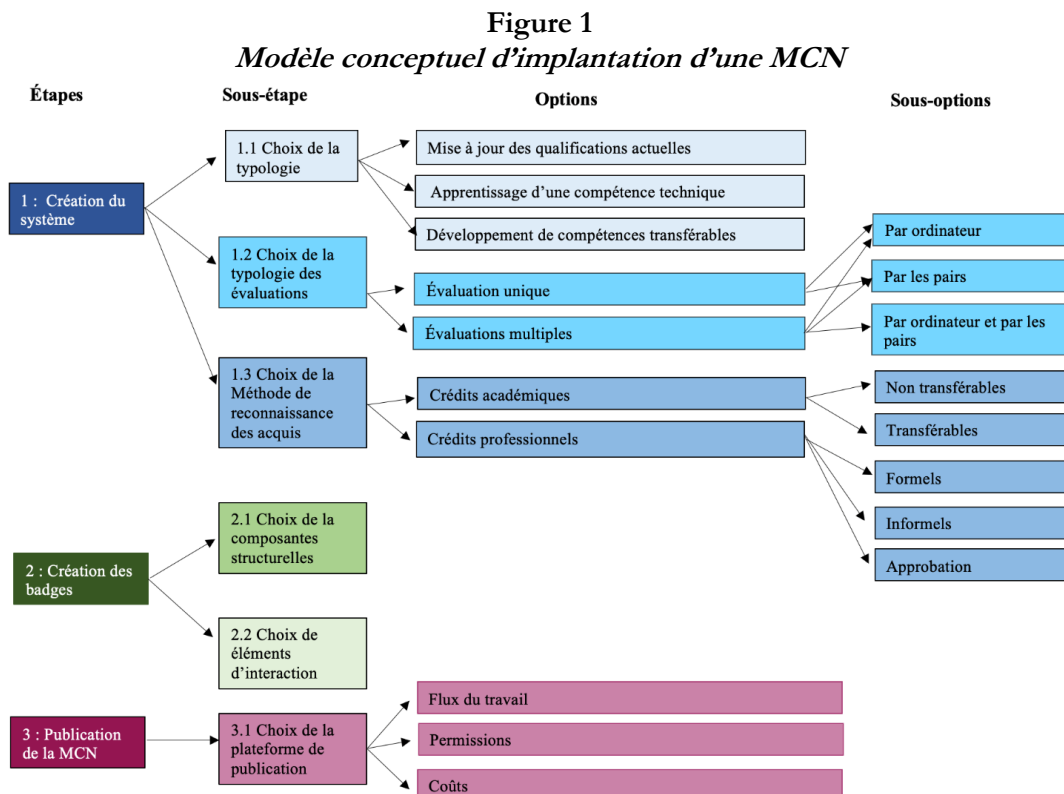 Figure 1
Modèle conceptuel d'implantation d'une MCN
Étapes
Sous-étape
Options
Sous-options
1 : Création du
système
1.1 Choix de la
typologie
Mise à jour des qualifications actuelles
Apprentissage d'une compétence technique
Développement de compétences transférables
1.2 Choix de la
typologie des
évaluations
Évaluation unique
Évaluations multiples
Par ordinateur
Par les pairs
Par ordinateur et par les
pairs
1.3 Choix de la
Méthode de
reconnaissance
des acquis
Crédits académiques
Crédits professionnels
Non transférables
Transférables
Formels
Informels
Approbation
2 : Création des
badges
2.1 Choix de la
composantes
structurelles
2.2 Choix de
éléments
d'interaction
3 : Publication
de la MCN
3.1 Choix de la
plateforme de
publication
Flux du travail
Permissions
Coûts